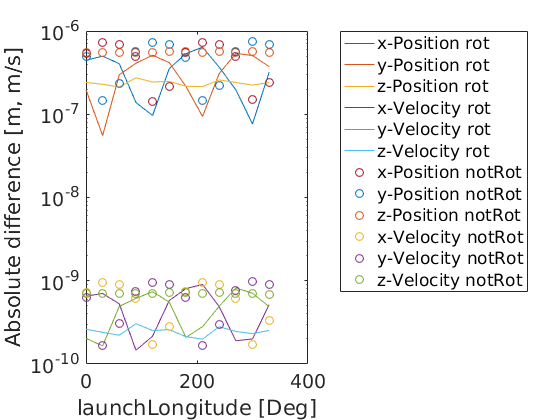 10^-6
10^-7
10^-8
10^-9
10^-10
Absolute difference [m, m/s]
0
200
400
launchLongitude [Deg]
x-Position rot
y-Position rot
z-Position rot
x-Velocity rot
y-Velocity rot
z-Velocity rot
x-Position notRot
y-Position notRot
z-Position notRot
x-Velocity notRot
y-Velocity notRot
z-Velocity notRot